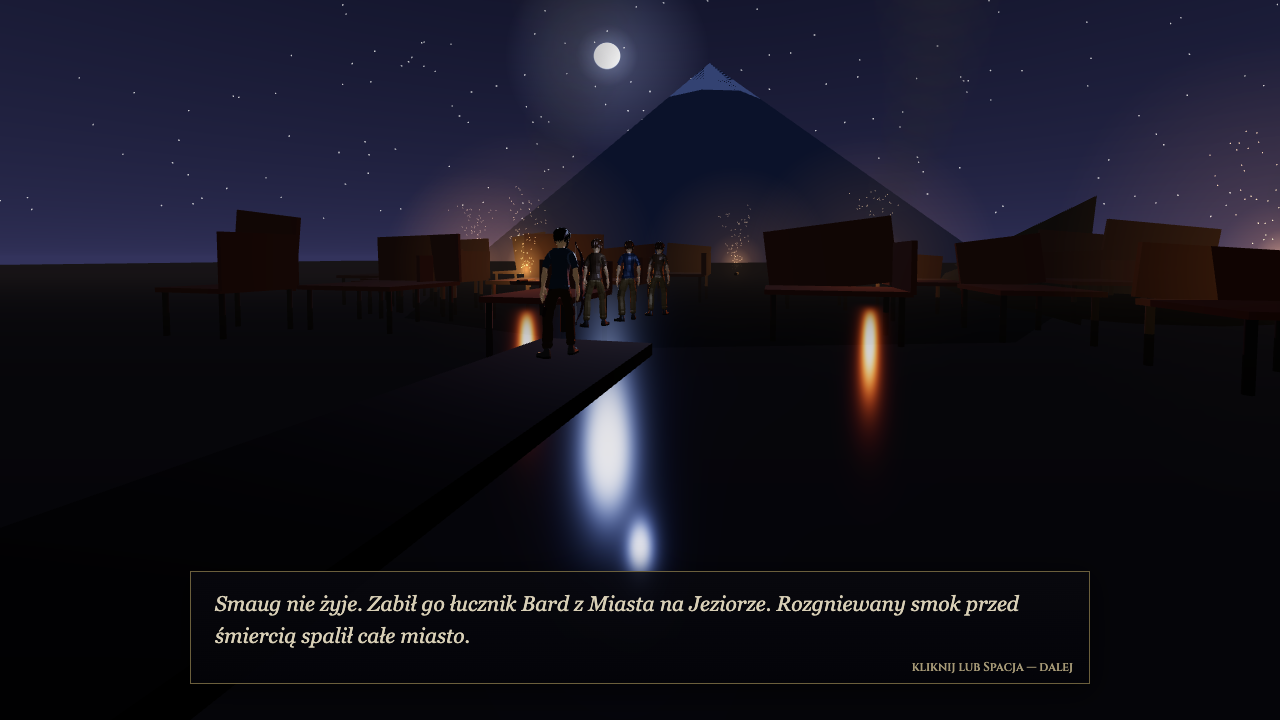 Smaug nie żyje. Zabił go łucznik Bard z Miasta na Jeziorze. Rozgniewany smok przed
śmiercią spalił całe miasto.
KLIKNIJ LUB SPACJA — DALEJ